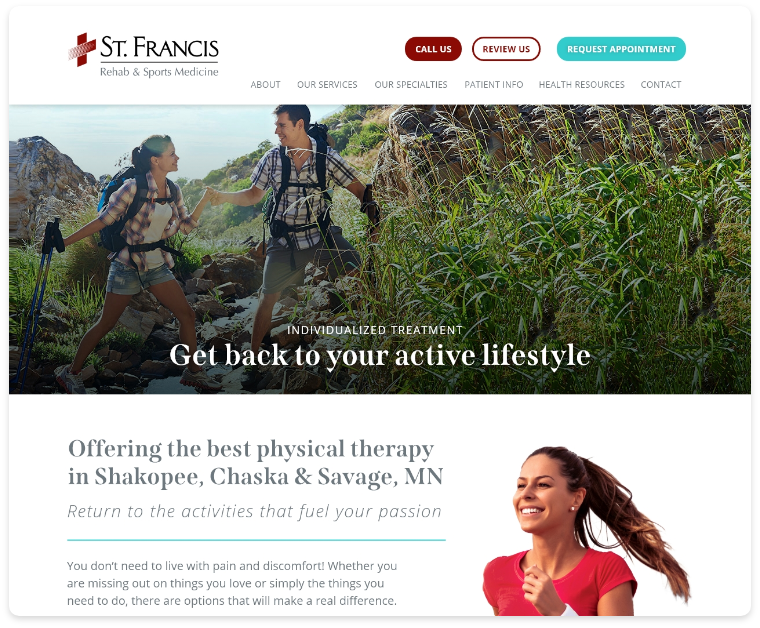 St. Francis
Rehab & Sports Medicine
CALL US
REVIEW US
REQUEST APPOINTMENT
ABOUT
OUR SERVICES
OUR SPECIALTIES
PATIENT INFO
HEALTH RESOURCES
CONTACT
INDIVIDUALIZED TREATMENT
Get back to your active lifestyle
Offering the best physical therapy
in Shakopee, Chaska & Savage, MN
Return to the activities that fuel your passion
You don't need to live with pain and discomfort! Whether you
are missing out on things you love or simply the things you
need to do, there are options that will make a real difference.